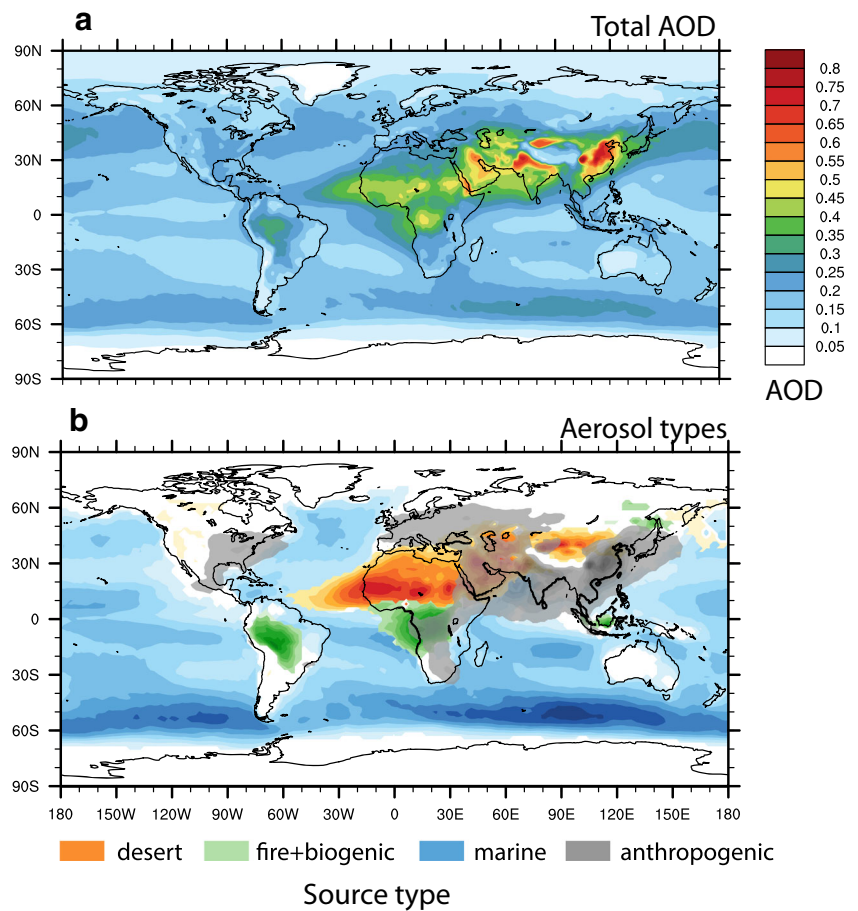 a
Total AOD
90N
60N
30N
0
30S
60S
90S
0.8
0.75
0.7
0.65
0.6
0.55
0.5
0.45
0.4
0.35
0.3
0.25
0.2
0.15
0.1
0.05
AOD
b
Aerosol types
90N
60N
30N
0
30S
60S
90S
180 150W 120W 90W 60W 30W 0 30E 60E 90E 120E 150E 180
desert fire+biogenic marine anthropogenic
Source type